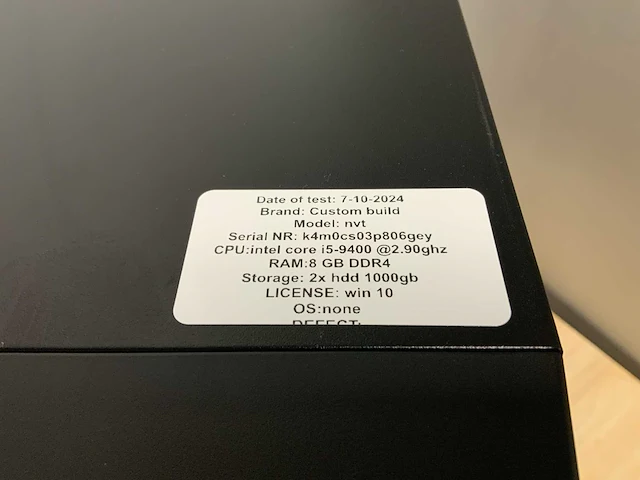 Date of test: 7-10-2024
Brand: Custom build
Model: nvt
Serial NR: k4m0cs03p806gey
CPU:intel core i5-9400 @2.90ghz
RAM:8 GB DDR4
Storage: 2x hdd 1000gb
LICENSE: win 10
OS:none
DEFECT: